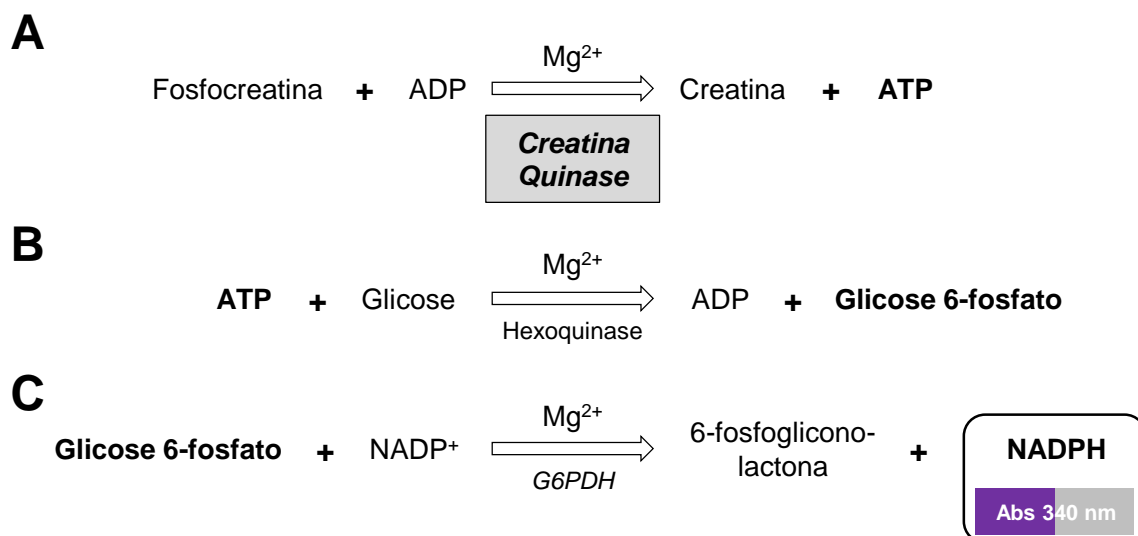 A
Mg²⁺
Fosfocreatina + ADP Creatina + ATP
Creatina
Quinase
B
Mg²⁺
ATP + Glicose ADP + Glicose 6-fosfato
Hexoquinase
C
Mg²⁺
Glicose 6-fosfato + NADP⁺ 6-fosfoglicono-
lactona + NADPH
G6PDH
Abs 340 nm